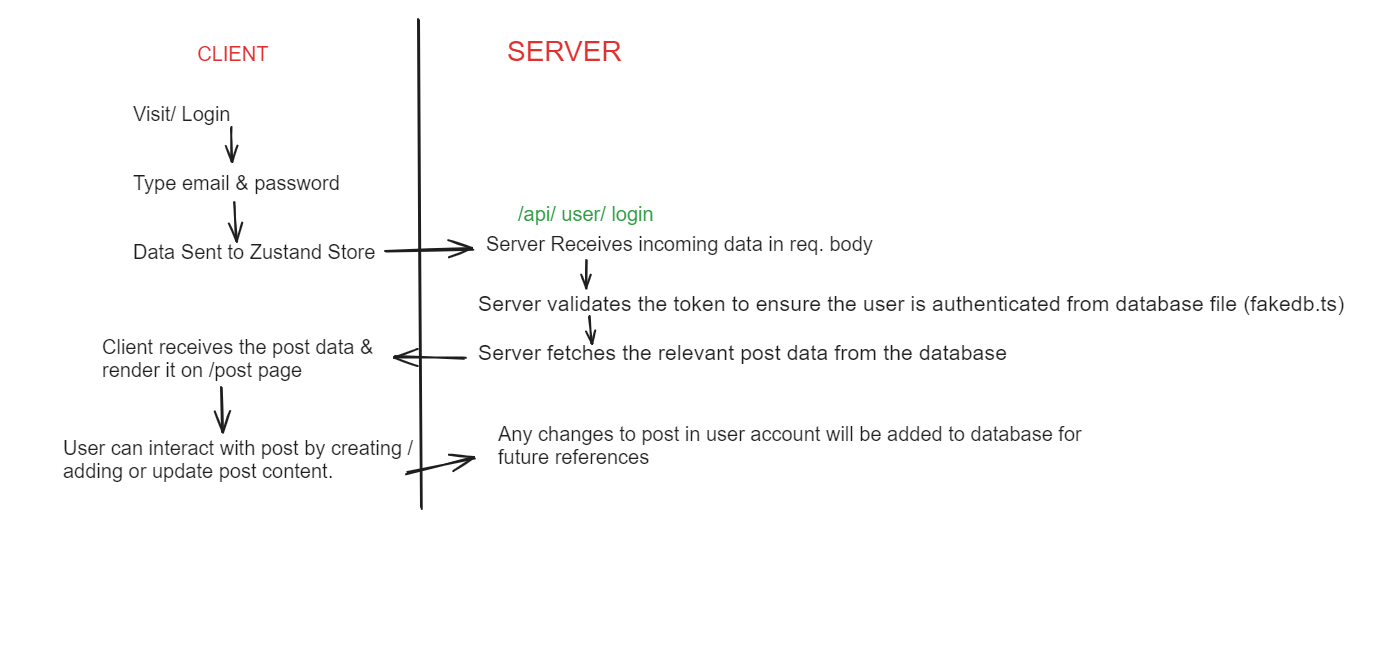 CLIENT
SERVER
Visit/ Login
Type email & password
Data Sent to Zustand Store
/api/ user/ login
Server Receives incoming data in req. body
Server validates the token to ensure the user is authenticated from database file (fakedb.ts)
Server fetches the relevant post data from the database
Client receives the post data &
render it on /post page
User can interact with post by creating /
adding or update post content.
Any changes to post in user account will be added to database for
future references